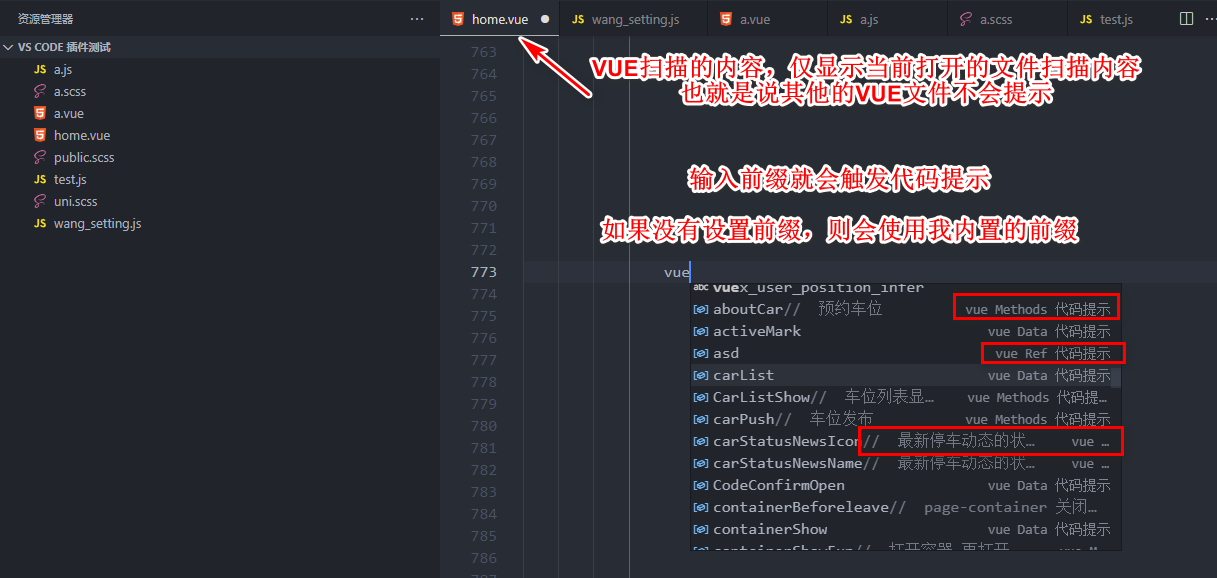 资源管理器
···
home.vue
JS wang_setting.js
a.vue
JS a.js
a.scss
JS test.js
VS CODE 插件测试
JS a.js
a.scss
a.vue
home.vue
public.scss
JS test.js
uni.scss
JS wang_setting.js
VUE扫描的内容，仅显示当前打开的文件扫描内容
也就是说其他的VUE文件不会提示
输入前缀就会触发代码提示
如果没有设置前缀，则会使用我内置的前缀
763
764
765
766
767
768
769
770
771
772
773 vue
774
775
776
777
778
779
780
781
782
783
784
785
786
787
abc vuex_user_position_infer
aboutCar// 预约车位 vue Methods 代码提示
activeMark vue Data 代码提示
asd vue Ref 代码提示
carList vue Data 代码提示
CarListShow// 车位列表显… vue Methods 代码提…
carPush// 车位发布 vue Methods 代码提示
carStatusNewsIcon// 最新停车动态的状… vue …
carStatusNewsName// 最新停车动态的状… vue …
CodeConfirmOpen vue Data 代码提示
containerBeforeleave// page-container 关闭…
containerShow vue Data 代码提示